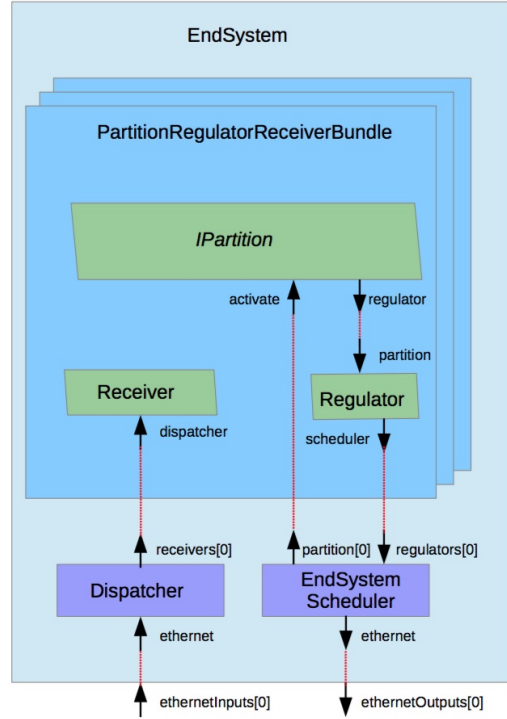 EndSystem
PartitionRegulatorReceiverBundle
IPartition
activate
regulator
partition
Receiver
Regulator
dispatcher
scheduler
receivers[0]
partition[0]
regulators[0]
Dispatcher
EndSystem
Scheduler
ethernet
ethernet
ethernetInputs[0]
ethernetOutputs[0]